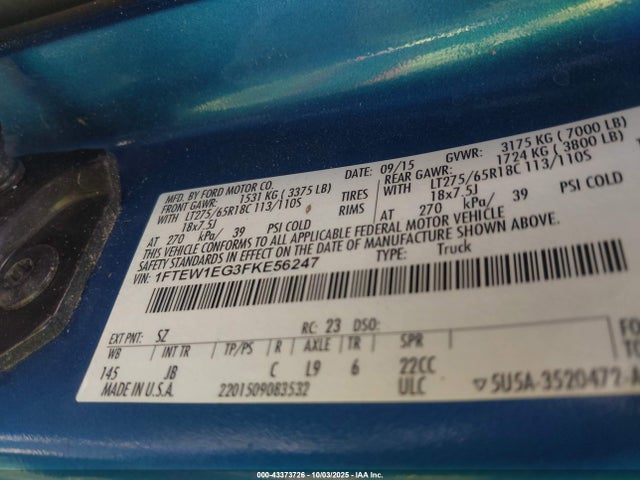 MFD. BY FORD MOTOR CO.
DATE: 09/15 GVWR: 3175 KG ( 7000 LB)
FRONT GAWR: 1531 KG ( 3375 LB) REAR GAWR: 1724 KG ( 3800 LB)
WITH LT275/65R18C 113/110S TIRES WITH LT275/65R18C 113/110S
18x7.5J RIMS 18x7.5J
AT 270 kPa/ 39 PSI COLD AT 270 kPa/ 39 PSI COLD
THIS VEHICLE CONFORMS TO ALL APPLICABLE FEDERAL MOTOR VEHICLE
SAFETY STANDARDS IN EFFECT ON THE DATE OF MANUFACTURE SHOWN ABOVE.
VIN: 1FTEW1EG3FKE56247 TYPE: Truck
EXT PNT: SZ RC: 23 DSO: FO
WB INT TR TP/PS R AXLE TR SPR TO
145 JB C L9 6 22CC
MADE IN U.S.A. 2201509083532 ULC 5U5A-3520472-A
000-43373726 - 10/03/2025 - IAA Inc.